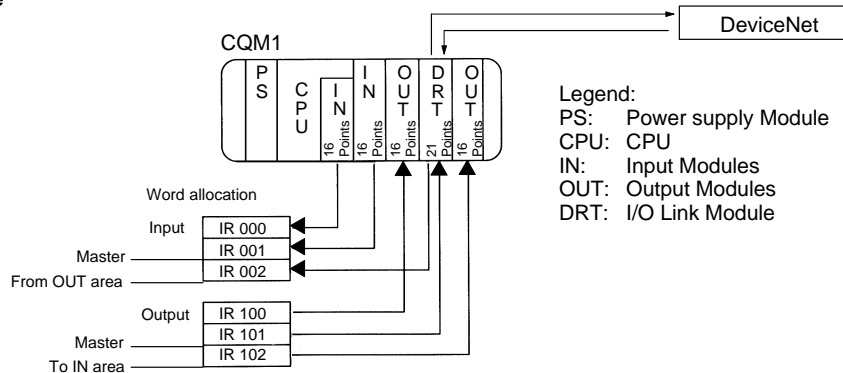 DeviceNet
CQM1
PS
CPU
IN
16 Points
IN
16 Points
OUT
16 Points
DRT
21 Points
OUT
16 Points
Legend:
PS: Power supply Module
CPU: CPU
IN: Input Modules
OUT: Output Modules
DRT: I/O Link Module
Word allocation
Input
IR 000
IR 001
Master
IR 002
From OUT area
Output
IR 100
IR 101
Master
IR 102
To IN area